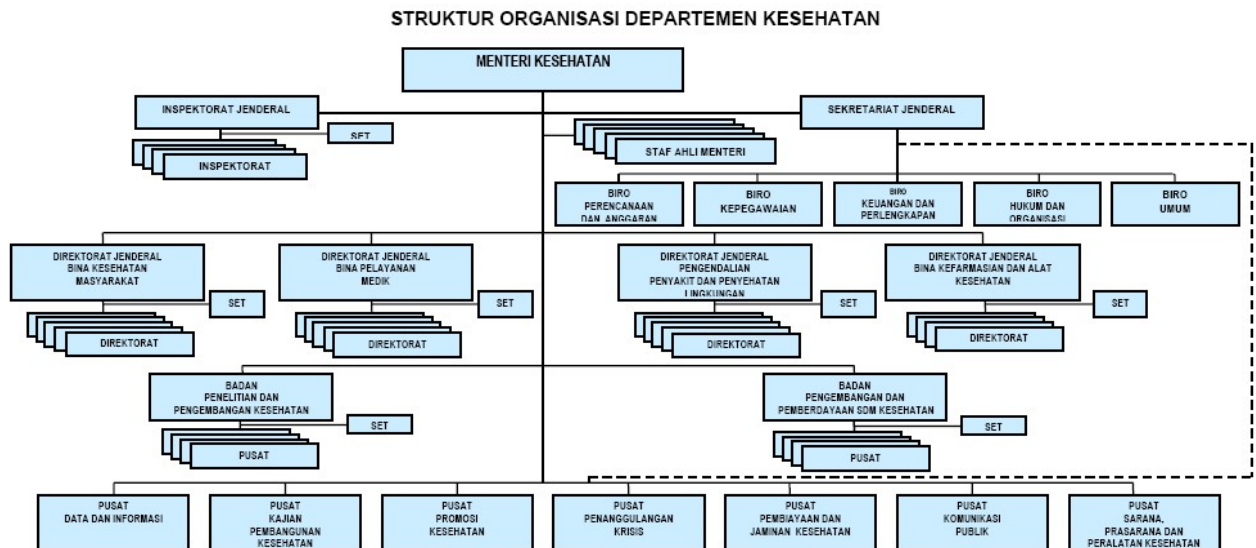 STRUKTUR ORGANISASI DEPARTEMEN KESEHATAN
MENTERI KESEHATAN
INSPEKTORAT JENDERAL
SEKRETARIAT JENDERAL
SET
INSPEKTORAT
STAF AHLI MENTERI
BIRO
PERENCANAAN
DAN ANGGARAN
BIRO
KEPEGAWAIAN
BIRO
KEUANGAN DAN
PERLENGKAPAN
BIRO
HUKUM DAN
ORGANISASI
BIRO
UMUM
DIREKTORAT JENDERAL
BINA KESEHATAN
MASYARAKAT
DIREKTORAT JENDERAL
BINA PELAYANAN
MEDIK
DIREKTORAT JENDERAL
PENGENDALIAN
PENYAKIT DAN PENYEHATAN
LINGKUNGAN
DIREKTORAT JENDERAL
BINA KEFARMASIAN DAN ALAT
KESEHATAN
SET
SET
SET
SET
DIREKTORAT
DIREKTORAT
DIREKTORAT
DIREKTORAT
BADAN
PENELITIAN DAN
PENGEMBANGAN KESEHATAN
BADAN
PENGEMBANGAN DAN
PEMBERDAYAAN SDM KESEHATAN
SET
SET
PUSAT
PUSAT
PUSAT
DATA DAN INFORMASI
PUSAT
KAJIAN
PEMBANGUNAN
KESEHATAN
PUSAT
PROMOSI
KESEHATAN
PUSAT
PENANGGULANGAN
KRISIS
PUSAT
PEMBIAYAAN DAN
JAMINAN KESEHATAN
PUSAT
KOMUNIKASI
PUBLIK
PUSAT
SARANA,
PRASARANA DAN
PERALATAN KESEHATAN